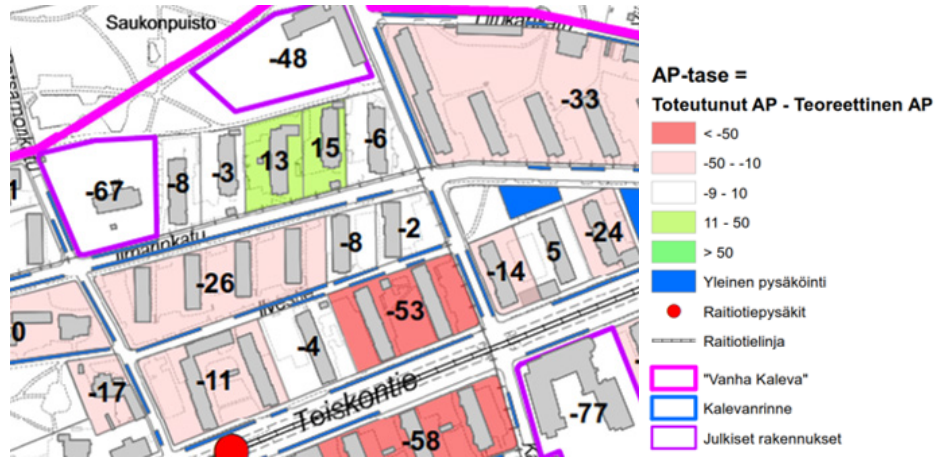 Saukonpuisto
-48
-33
-67
-8
-3
13
15
-6
Ilmarinkatu
-26
-8
-2
-14
5
-24
-53
-4
-11
-17
0
Teiskontie
-58
-77
AP-tase =
Toteutunut AP - Teoreettinen AP
< -50
-50 - -10
-9 - 10
11 - 50
> 50
Yleinen pysäköinti
Raitiotiepysäkit
Raitiotielinja
"Vanha Kaleva"
Kalevanrinne
Julkiset rakennukset